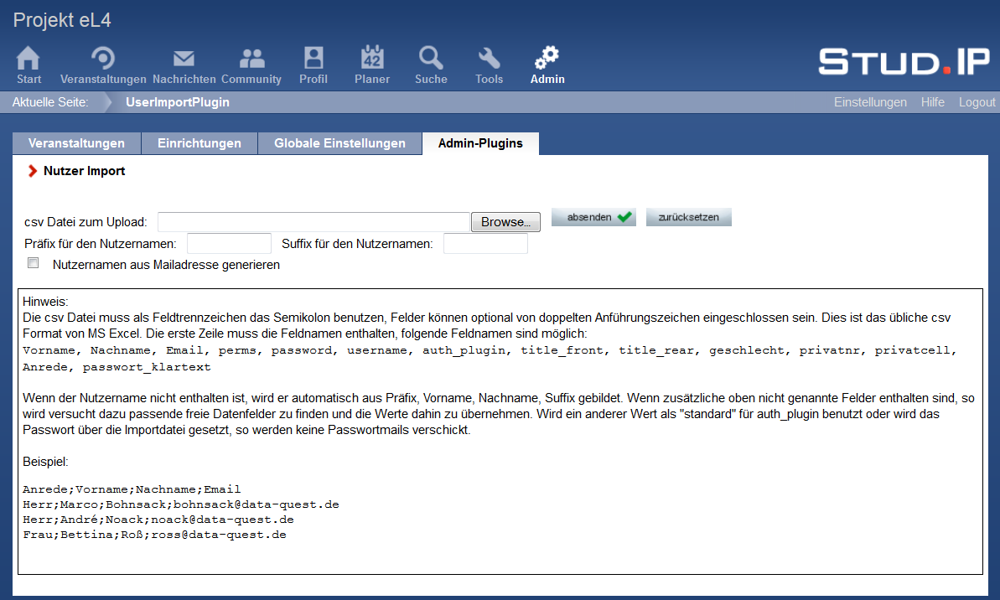 Projekt eL4
Start Veranstaltungen Nachrichten Community Profil 42 Planer Suche Tools Admin
STUD.IP
Aktuelle Seite: UserImportPlugin Einstellungen Hilfe Logout
Veranstaltungen Einrichtungen Globale Einstellungen Admin-Plugins
Nutzer Import
csv Datei zum Upload: Browse... absenden zurücksetzen
Präfix für den Nutzernamen: Suffix für den Nutzernamen:
Nutzernamen aus Mailadresse generieren
Hinweis:
Die csv Datei muss als Feldtrennzeichen das Semikolon benutzen, Felder können optional von doppelten Anführungszeichen eingeschlossen sein. Dies ist das übliche csv
Format von MS Excel. Die erste Zeile muss die Feldnamen enthalten, folgende Feldnamen sind möglich:
Vorname, Nachname, Email, perms, password, username, auth_plugin, title_front, title_rear, geschlecht, privatnr, privatcell,
Anrede, passwort_klartext
Wenn der Nutzername nicht enthalten ist, wird er automatisch aus Präfix, Vorname, Nachname, Suffix gebildet. Wenn zusätzliche oben nicht genannte Felder enthalten sind, so
wird versucht dazu passende freie Datenfelder zu finden und die Werte dahin zu übernehmen. Wird ein anderer Wert als "standard" für auth_plugin benutzt oder wird das
Passwort über die Importdatei gesetzt, so werden keine Passwortmails verschickt.
Beispiel:
Anrede;Vorname;Nachname;Email
Herr;Marco;Bohnsack;bohnsack@data-quest.de
Herr;André;Noack;noack@data-quest.de
Frau;Bettina;Roß;ross@data-quest.de